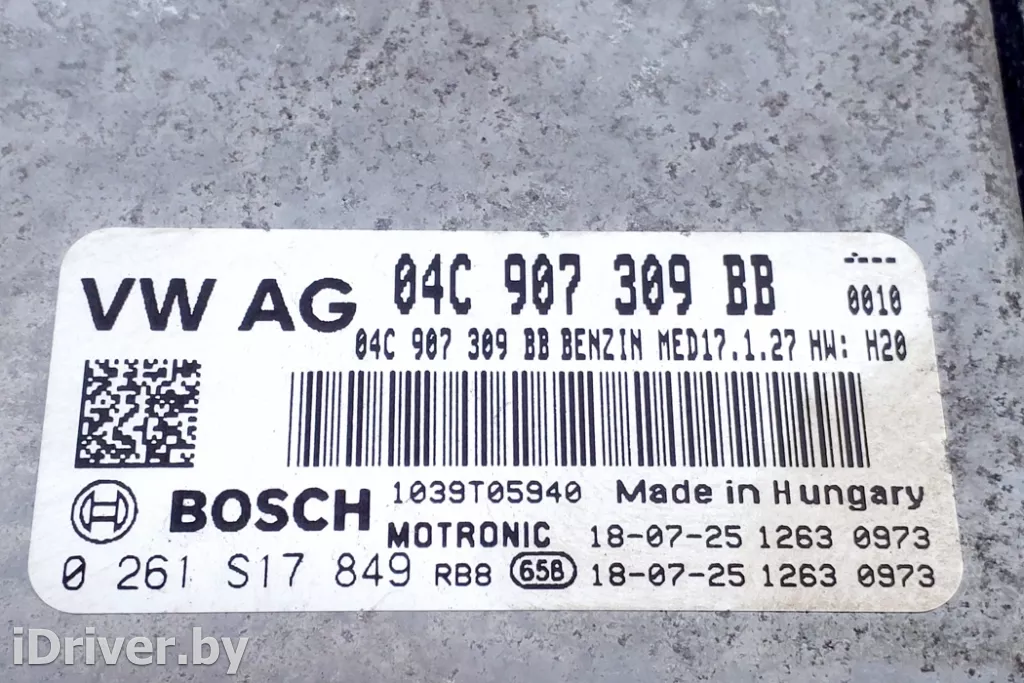 VW AG 04C 907 309 BB 0010
04C 907 309 BB BENZIN MED17.1.27 HW: H20
BOSCH 1039T05940 Made in Hungary
MOTRONIC 18-07-25 1263 0973
0 261 S17 849 RB8 65B 18-07-25 1263 0973
iDriver.by